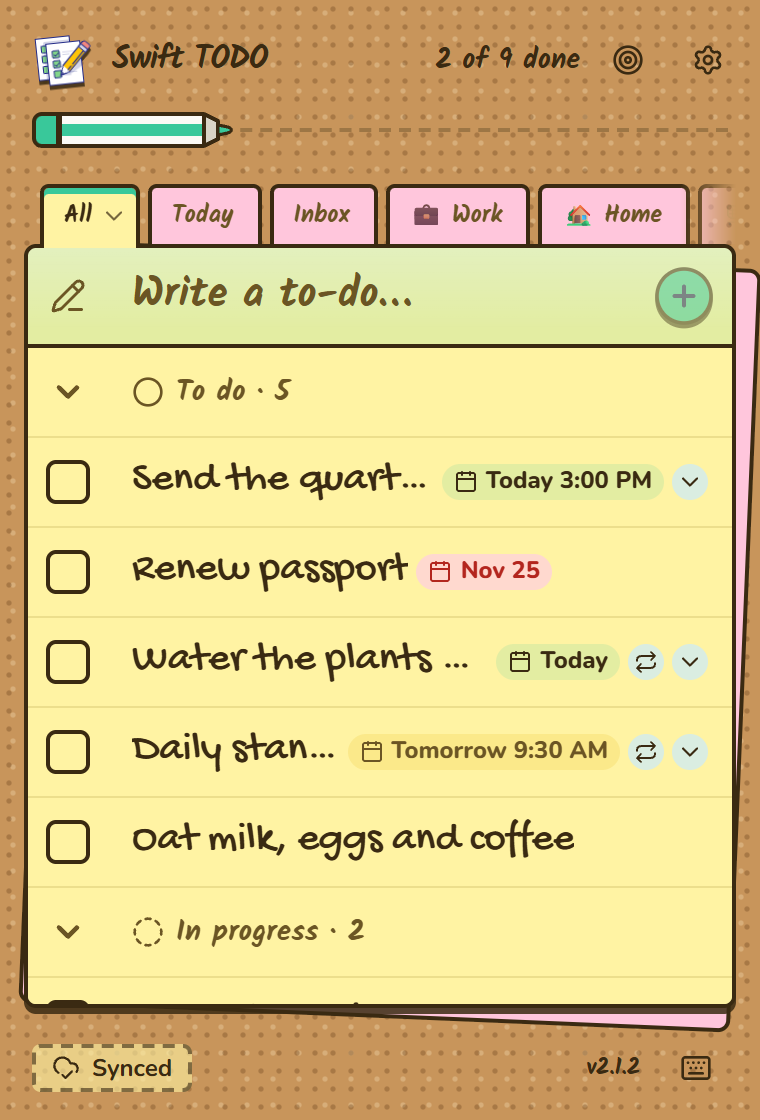 Swift TODO
2 of 9 done
All
Today
Inbox
Work
Home
Write a to-do...
To do · 5
Send the quart... Today 3:00 PM
Renew passport Nov 25
Water the plants ... Today
Daily stan... Tomorrow 9:30 AM
Oat milk, eggs and coffee
In progress · 2
Synced
v2.1.2